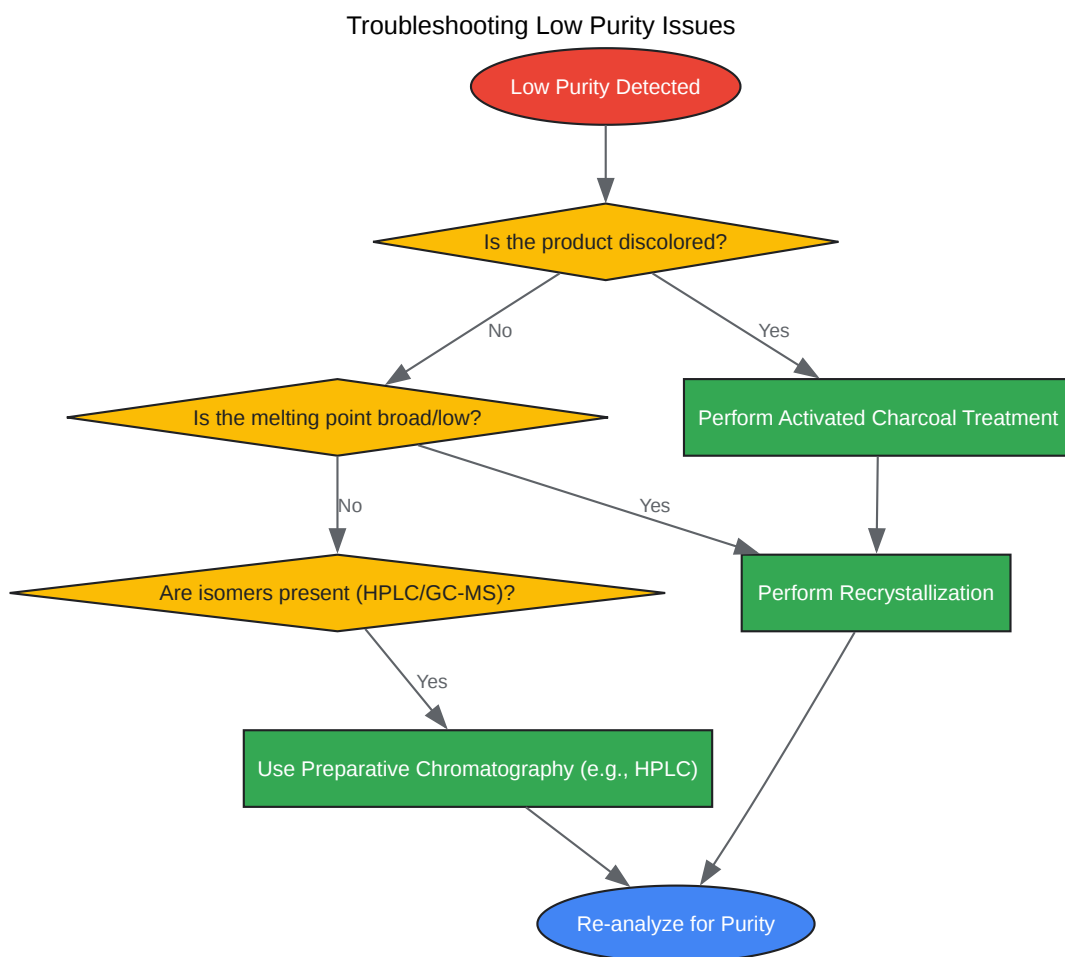 Troubleshooting Low Purity Issues
Low Purity Detected
Is the product discolored?
No
Yes
Is the melting point broad/low?
Perform Activated Charcoal Treatment
No
Yes
Are isomers present (HPLC/GC-MS)?
Perform Recrystallization
Yes
Use Preparative Chromatography (e.g., HPLC)
Re-analyze for Purity